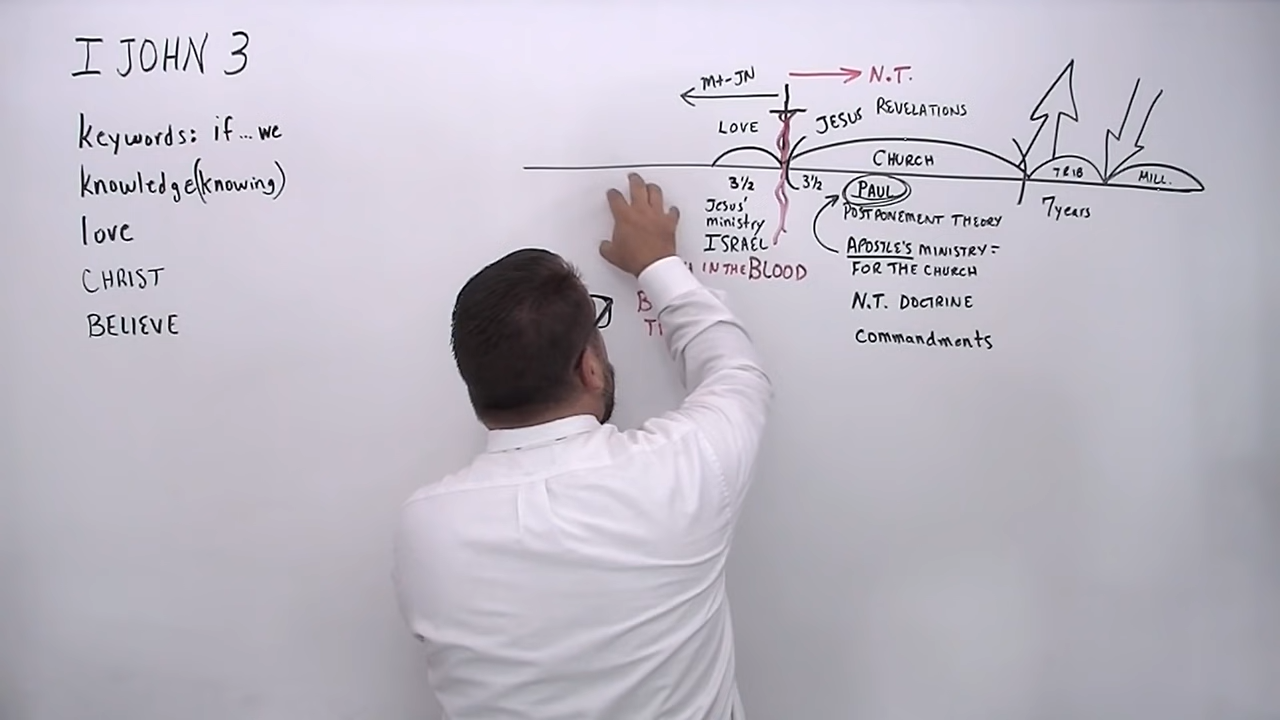 I JOHN 3
keywords: if...we
knowledge(knowing)
love
CHRIST
BELIEVE
Mt-JN
N.T.
LOVE
JESUS REVELATIONS
CHURCH
TRIB
MILL.
3½
3½
PAUL
7years
JESUS'
ministry
ISRAEL
IN THE BLOOD
POSTPONEMENT THEORY
APOSTLE'S MINISTRY=
FOR THE CHURCH
N.T. DOCTRINE
Commandments